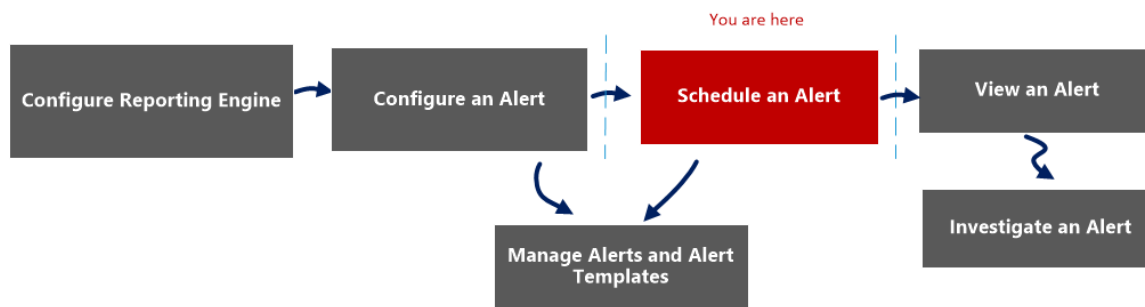 You are here
Configure Reporting Engine
Configure an Alert
Schedule an Alert
View an Alert
Manage Alerts and Alert
Templates
Investigate an Alert